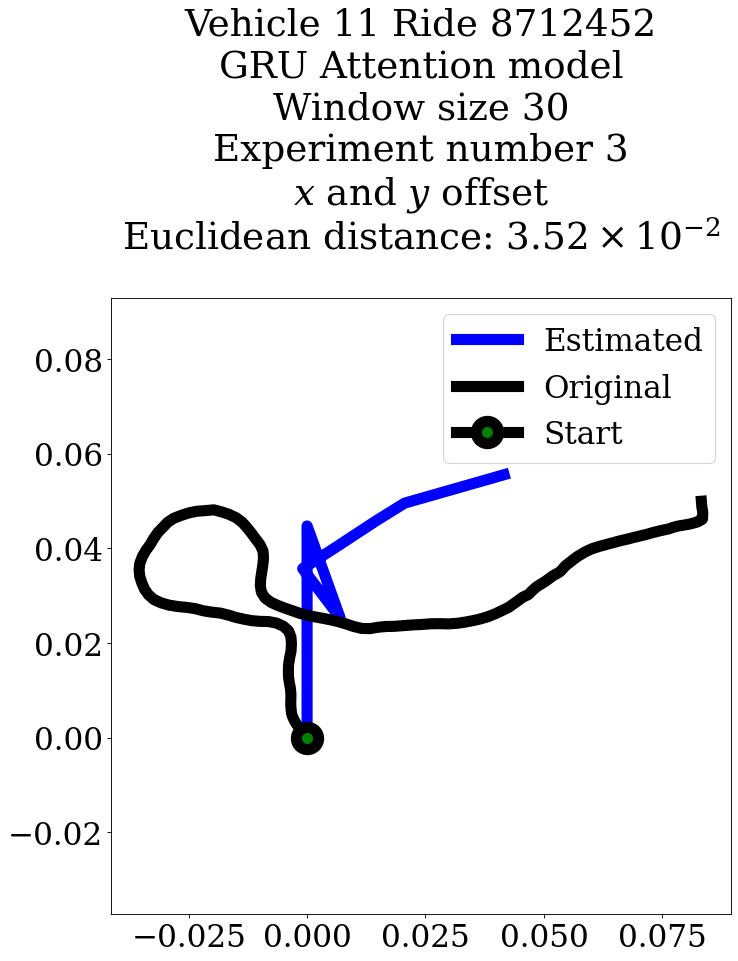 Vehicle 11 Ride 8712452
GRU Attention model
Window size 30
Experiment number 3
x and y offset
Euclidean distance: 3.52 × 10⁻²
Estimated
Original
Start
0.08
0.06
0.04
0.02
0.00
−0.02
−0.025 0.000 0.025 0.050 0.075